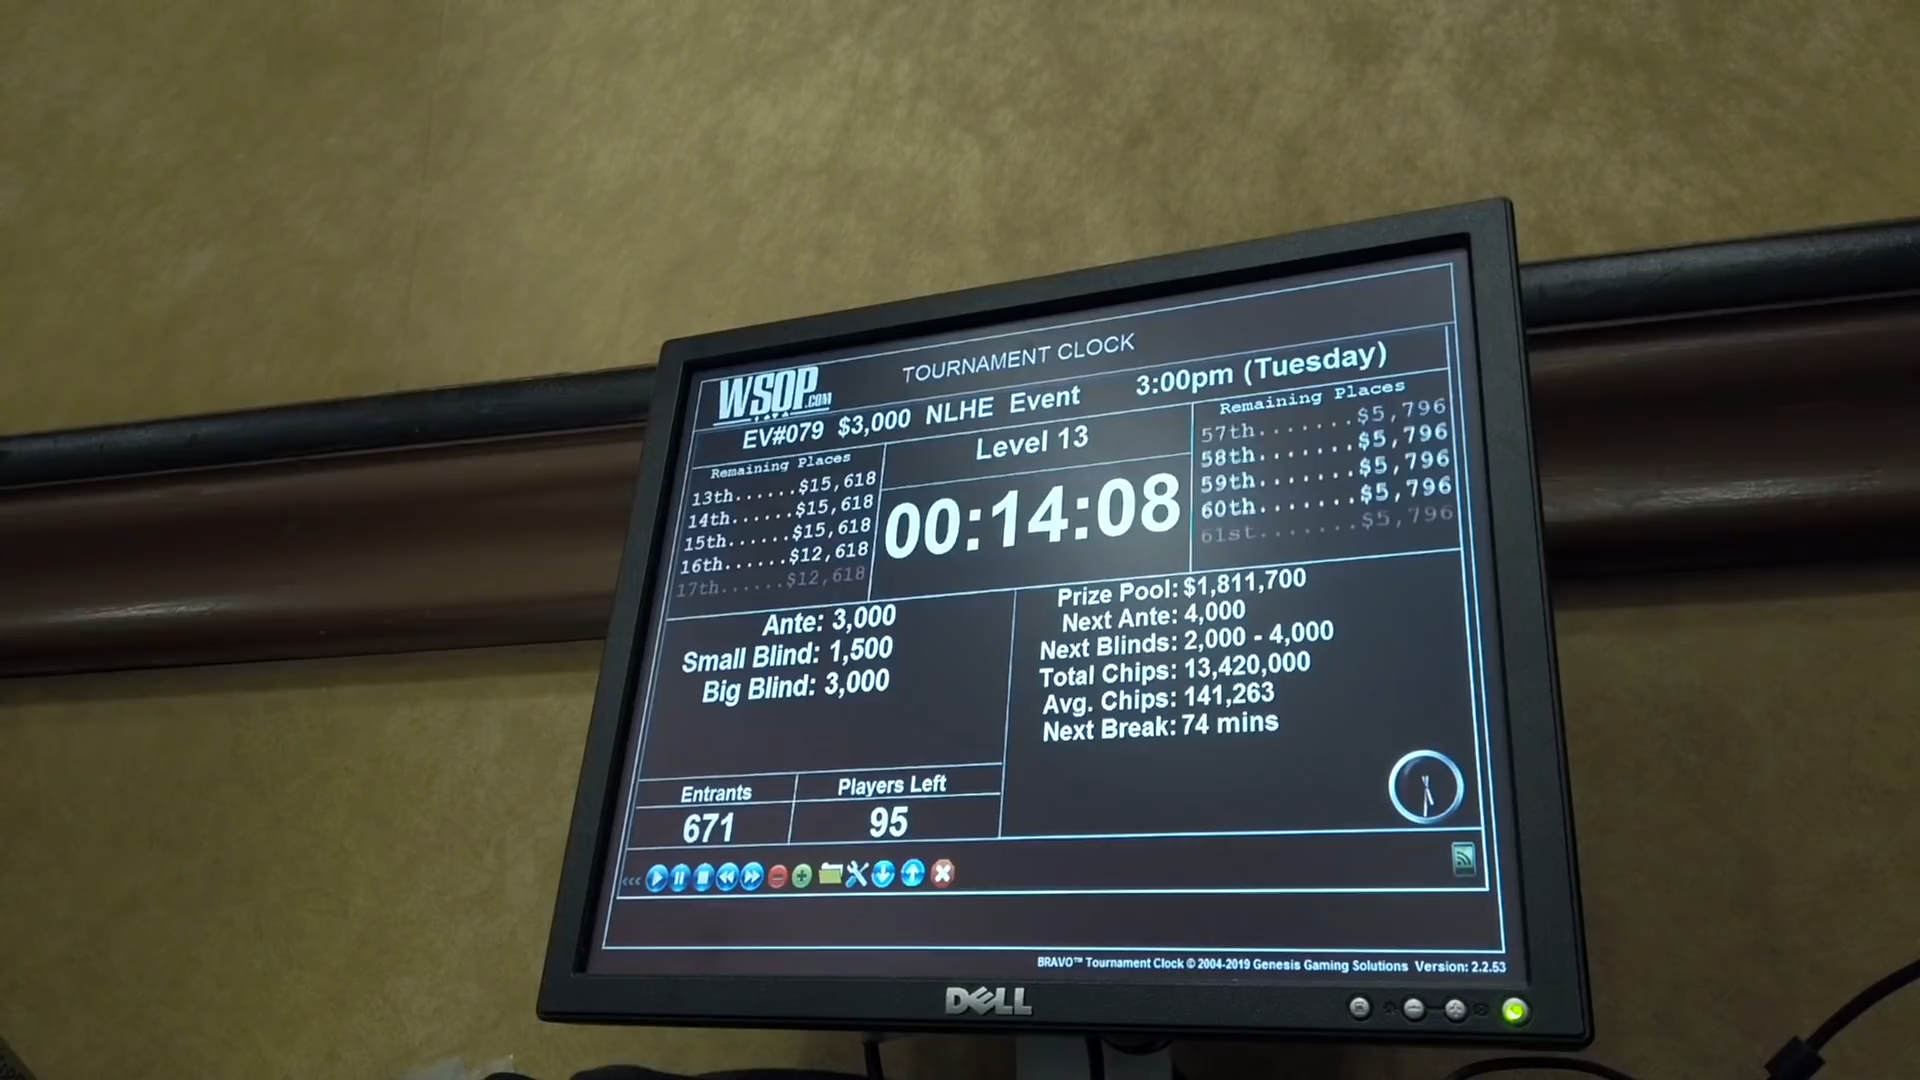 TOURNAMENT CLOCK
WSOP.COM
EV#079 $3,000 NLHE Event 3:00pm (Tuesday)
Remaining Places
13th......$15,618
14th......$15,618
15th......$15,618
16th......$12,618
17th......$12,618
Level 13
00:14:08
Remaining Places
57th.......$5,796
58th.......$5,796
59th.......$5,796
60th.......$5,796
61st.......$5,796
Ante: 3,000
Small Blind: 1,500
Big Blind: 3,000
Prize Pool: $1,811,700
Next Ante: 4,000
Next Blinds: 2,000 - 4,000
Total Chips: 13,420,000
Avg. Chips: 141,263
Next Break: 74 mins
Entrants
671
Players Left
95
<<<
BRAVO™ Tournament Clock © 2004-2019 Genesis Gaming Solutions Version: 2.2.53
DELL